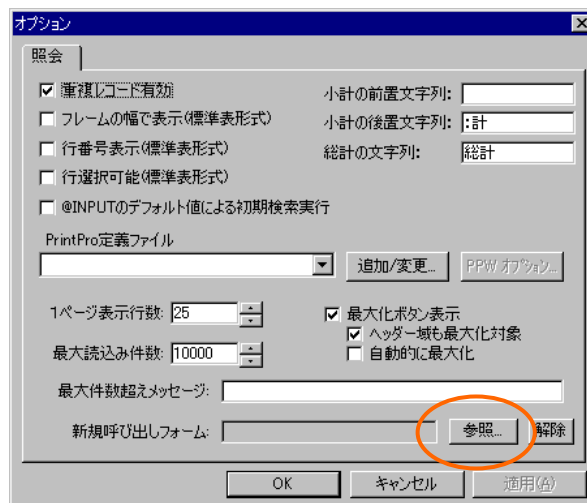 オプション
照会
重複レコード有効
小計の前置文字列:
フレームの幅で表示(標準表形式)
小計の後置文字列: :計
行番号表示(標準表形式)
総計の文字列: 総計
行選択可能(標準表形式)
@INPUTのデフォルト値による初期検索実行
PrintPro定義ファイル
追加/変更... PPW オプション...
1ページ表示行数: 25
最大化ボタン表示
ヘッダー域も最大化対象
最大読込み件数: 10000
自動的に最大化
最大件数超えメッセージ:
新規呼び出しフォーム: 参照... 解除
OK キャンセル 適用(A)